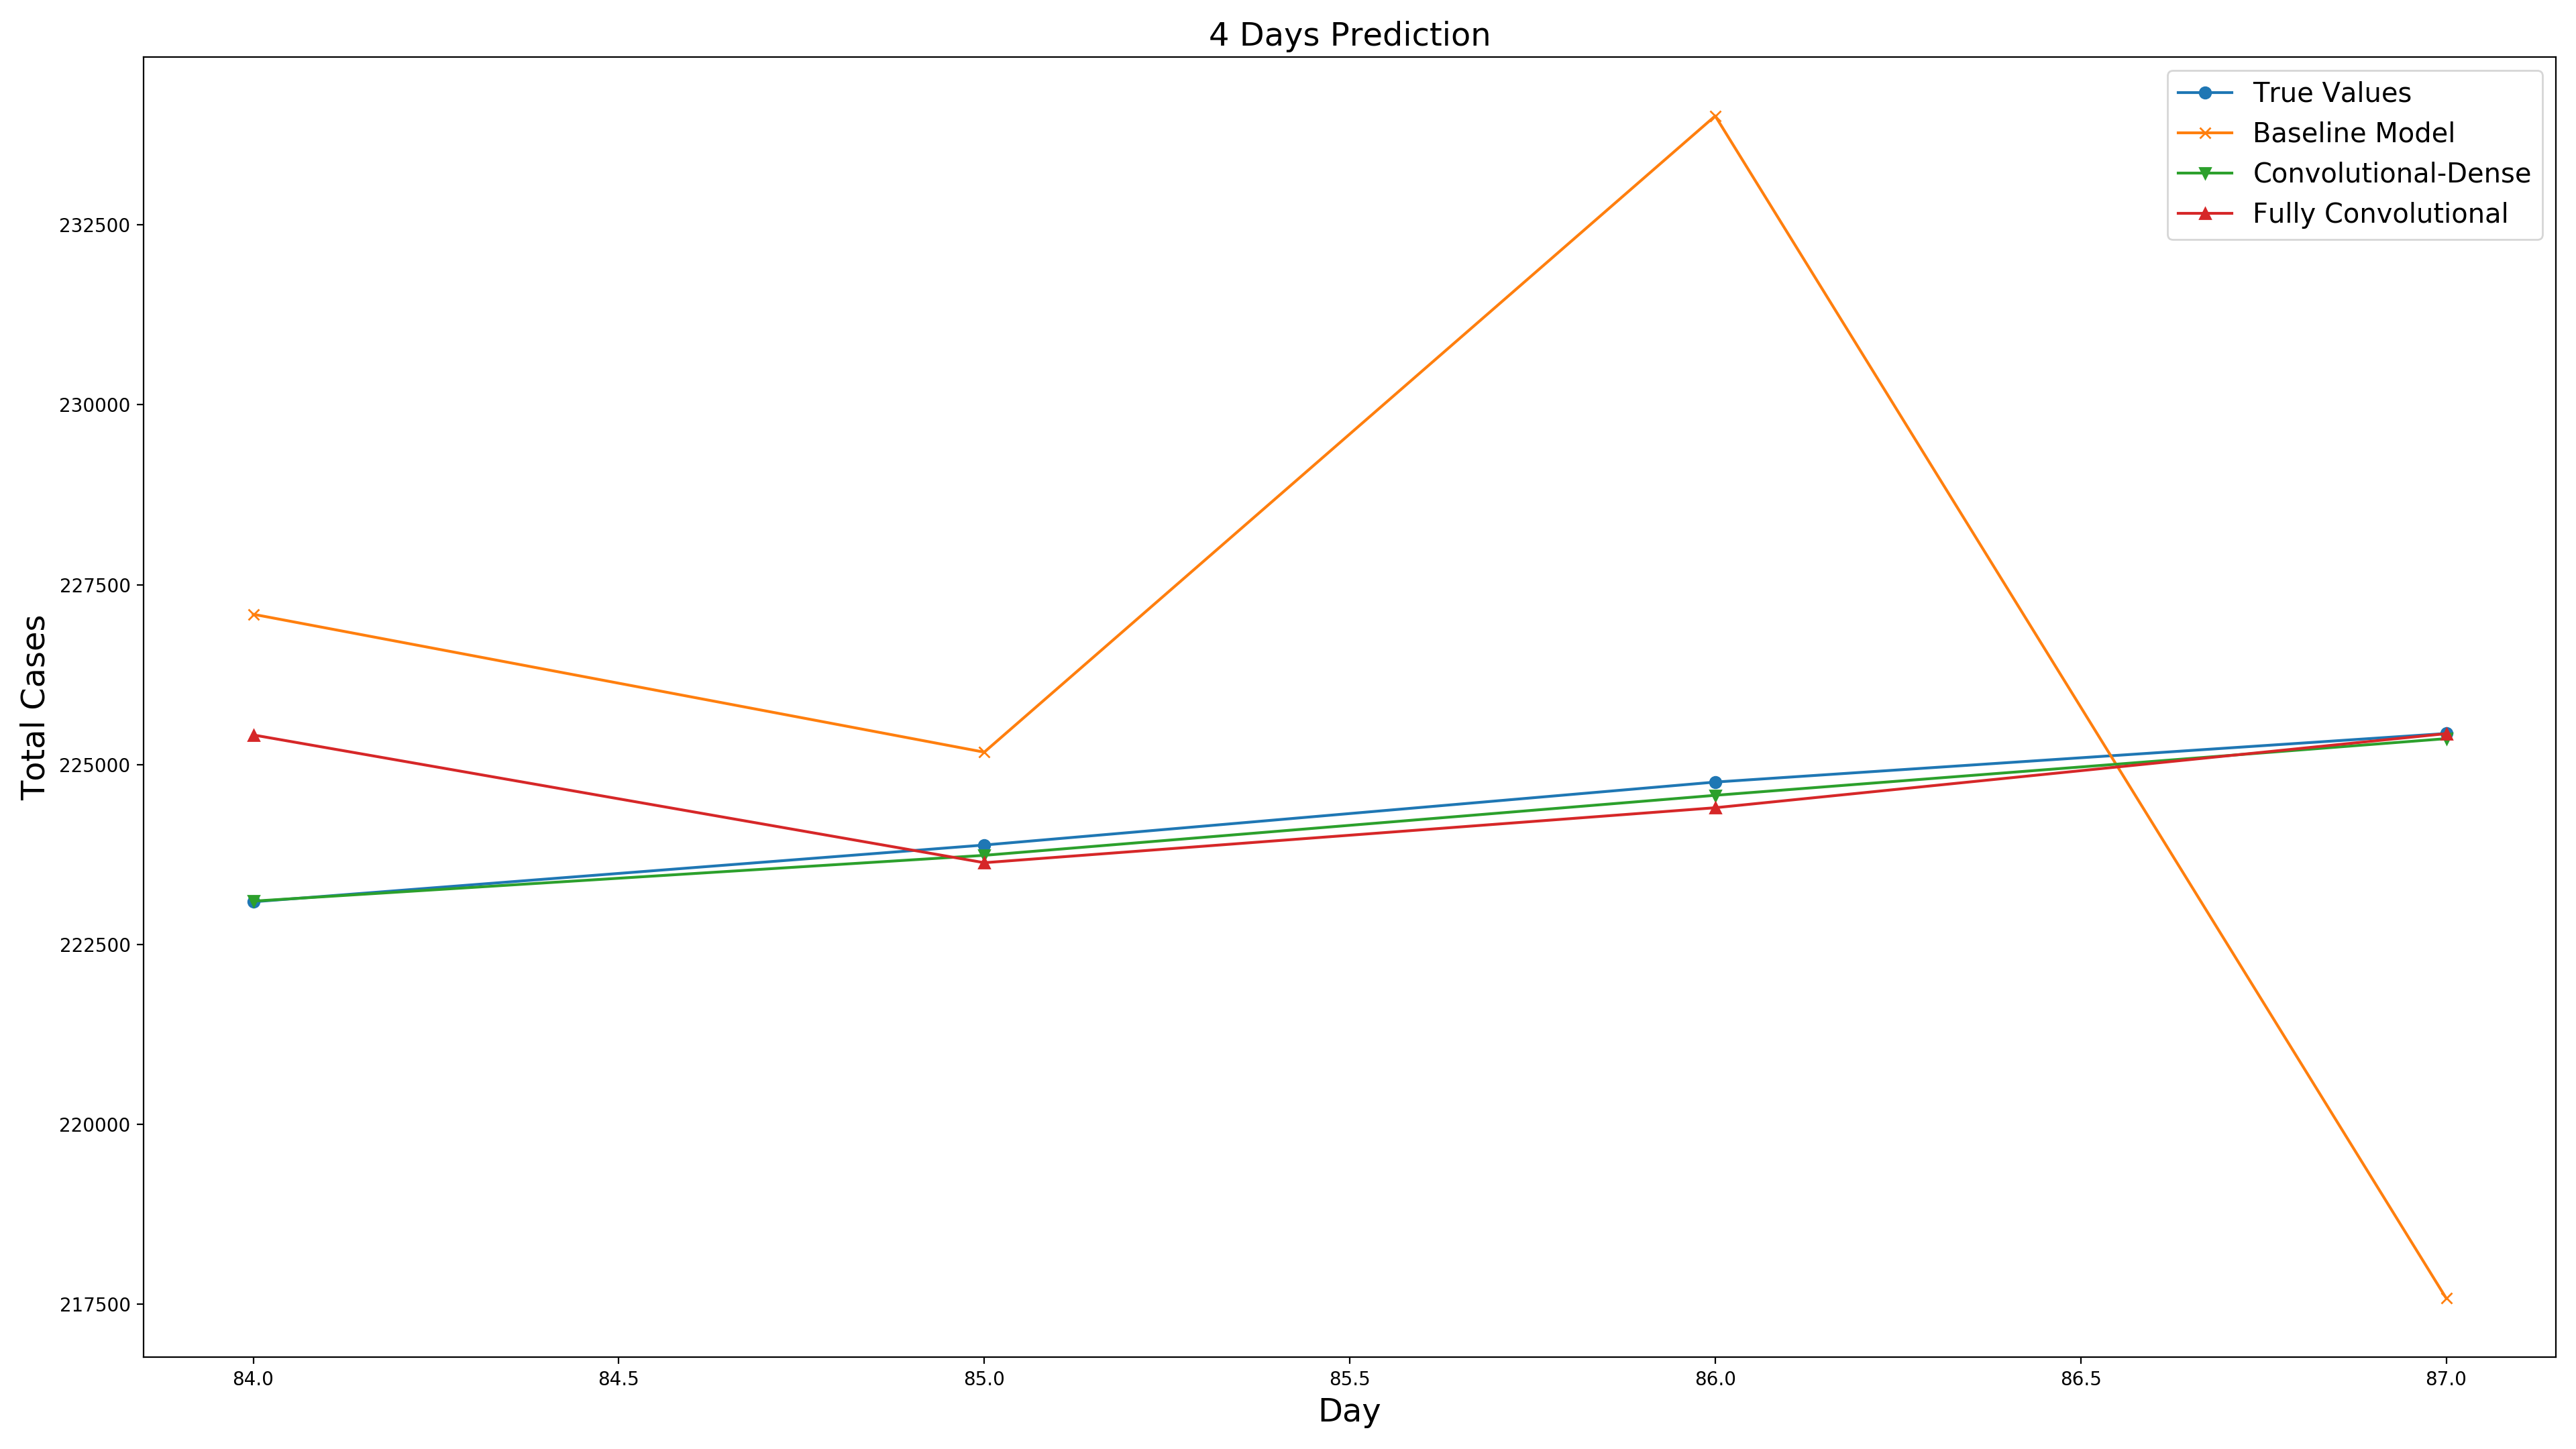 4 Days Prediction
True Values
Baseline Model
Convolutional-Dense
Fully Convolutional
Total Cases
232500
230000
227500
225000
222500
220000
217500
84.0 84.5 85.0 85.5 86.0 86.5 87.0
Day